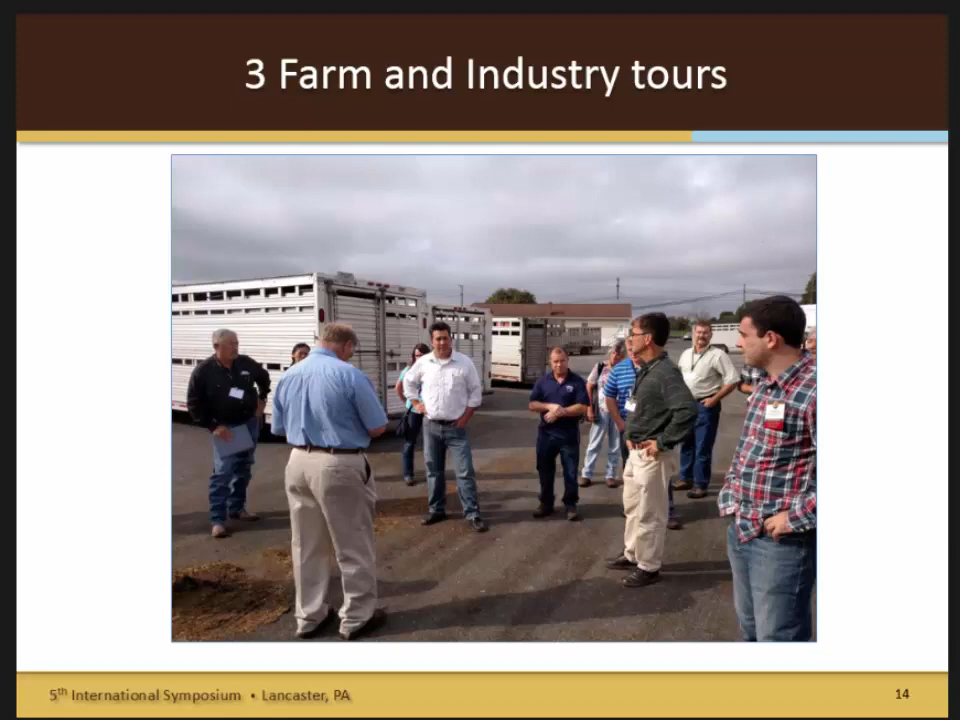 3 Farm and Industry tours
5th International Symposium • Lancaster, PA
14